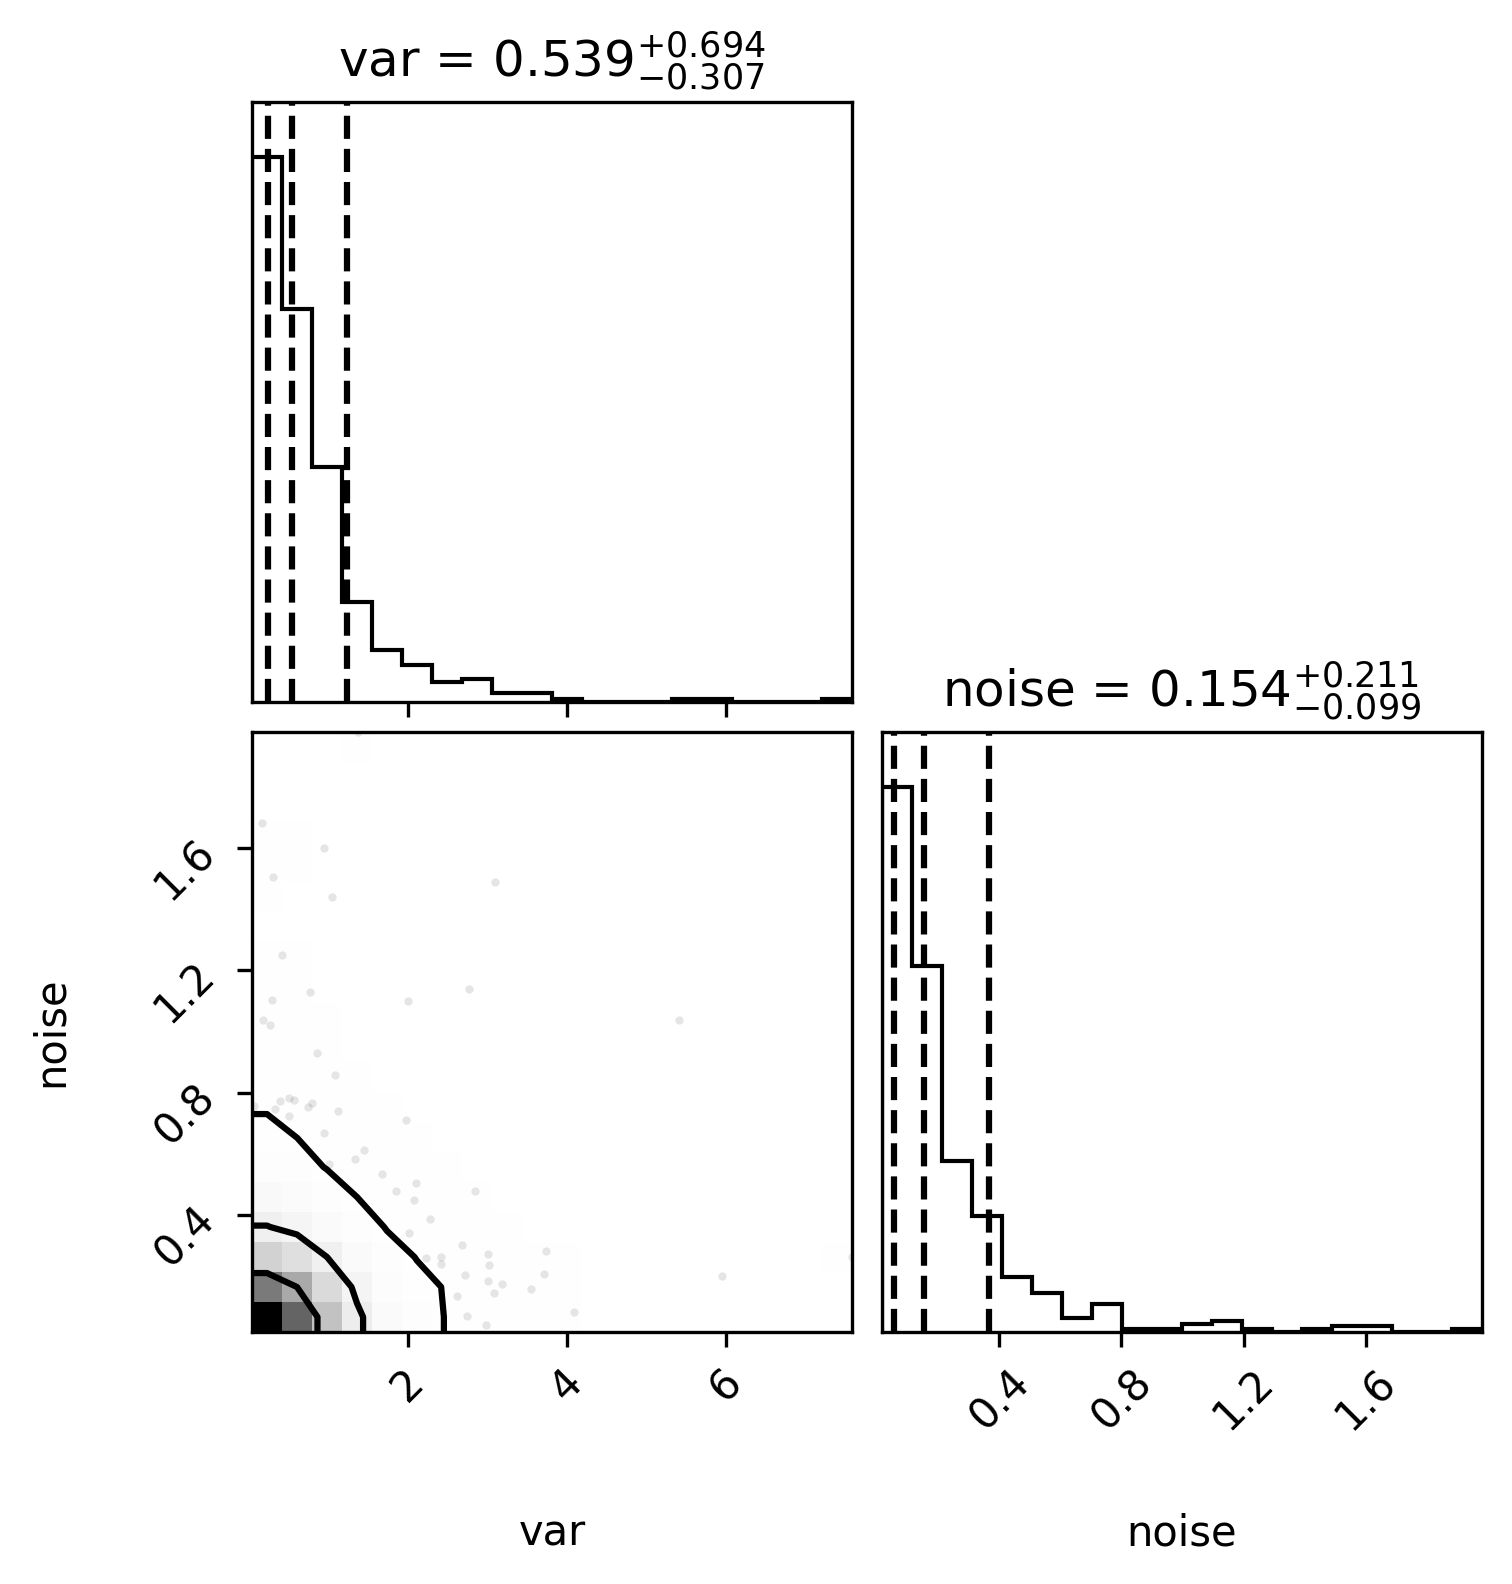 var = 0.539+0.694−0.307
noise = 0.154+0.211−0.099
1.6
1.2
0.8
0.4
noise
2 4 6
0.4 0.8 1.2 1.6
var
noise